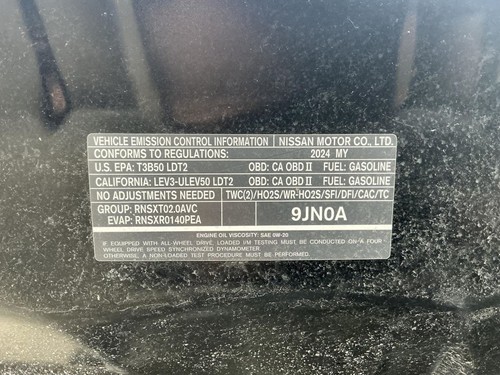 VEHICLE EMISSION CONTROL INFORMATION NISSAN MOTOR CO., LTD.
CONFORMS TO REGULATIONS: 2024 MY
U.S. EPA: T3B50 LDT2 OBD: CA OBD II FUEL: GASOLINE
CALIFORNIA: LEV3-ULEV50 LDT2 OBD: CA OBD II FUEL: GASOLINE
NO ADJUSTMENTS NEEDED TWC(2)/HO2S/WR-HO2S/SFI/DFI/CAC/TC
GROUP: RNSXT02.0AVC
EVAP: RNSXR0140PEA
9JN0A
ENGINE OIL VISCOSITY: SAE 0W-20
IF EQUIPPED WITH ALL-WHEEL DRIVE, LOADED I/M TESTING MUST BE CONDUCTED ON A FOUR
WHEEL DRIVE SPEED SYNCHRONIZED DYNAMOMETER.
OTHERWISE, A NON-LOADED TEST PROCEDURE MUST BE USED.